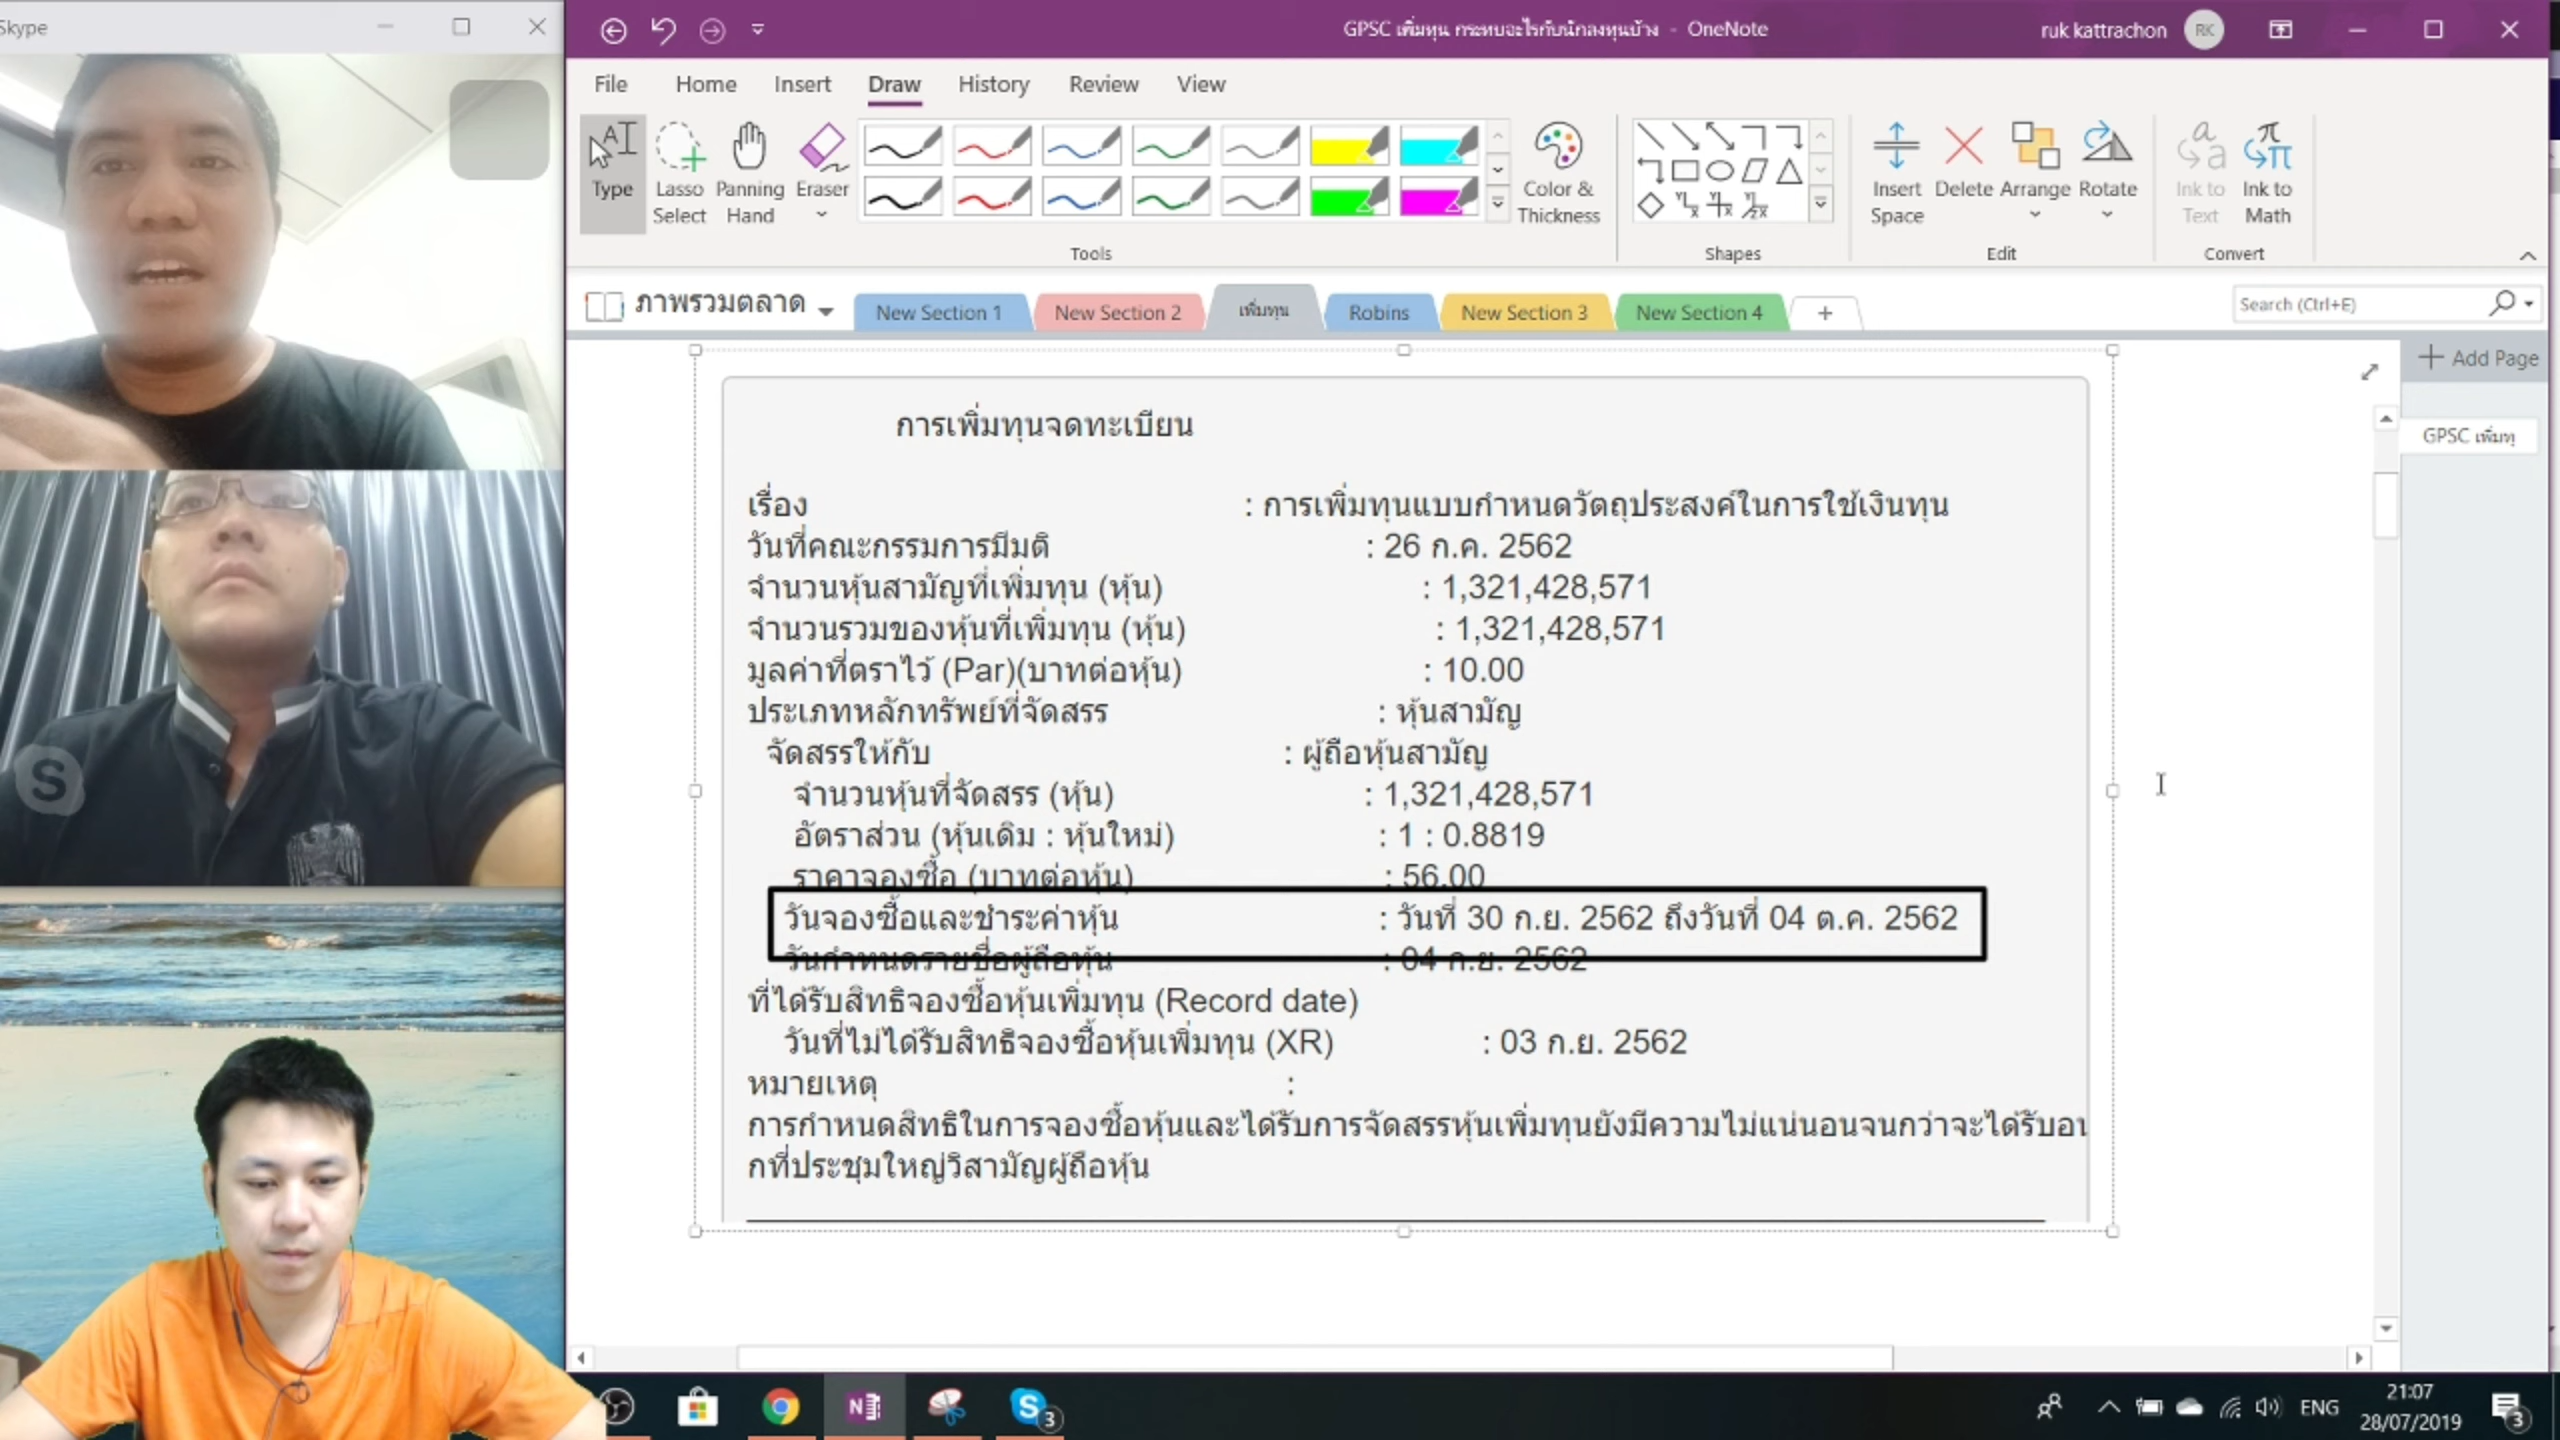 Skype
GPSC เพิ่มทุน กระทบอะไรกับนักลงทุนบ้าง - OneNote
ruk kattrachon
RK
File Home Insert Draw History Review View
Type
Lasso Select
Panning Hand
Eraser
Color & Thickness
Insert Space
Delete
Arrange
Rotate
Ink to Text
Ink to Math
Tools
Shapes
Edit
Convert
ภาพรวมตลาด
New Section 1
New Section 2
เพิ่มทุน
Robins
New Section 3
New Section 4
+
Search (Ctrl+E)
Add Page
GPSC เพิ่มทุ
การเพิ่มทุนจดทะเบียน
เรื่อง : การเพิ่มทุนแบบกำหนดวัตถุประสงค์ในการใช้เงินทุน
วันที่คณะกรรมการมีมติ : 26 ก.ค. 2562
จำนวนหุ้นสามัญที่เพิ่มทุน (หุ้น) : 1,321,428,571
จำนวนรวมของหุ้นที่เพิ่มทุน (หุ้น) : 1,321,428,571
มูลค่าที่ตราไว้ (Par)(บาทต่อหุ้น) : 10.00
ประเภทหลักทรัพย์ที่จัดสรร : หุ้นสามัญ
จัดสรรให้กับ : ผู้ถือหุ้นสามัญ
จำนวนหุ้นที่จัดสรร (หุ้น) : 1,321,428,571
อัตราส่วน (หุ้นเดิม : หุ้นใหม่) : 1 : 0.8819
ราคาจองซื้อ (บาทต่อหุ้น) : 56.00
วันจองซื้อและชำระค่าหุ้น : วันที่ 30 ก.ย. 2562 ถึงวันที่ 04 ต.ค. 2562
วันกำหนดรายชื่อผู้ถือหุ้น : 04 ก.ย. 2562
ที่ได้รับสิทธิจองซื้อหุ้นเพิ่มทุน (Record date)
วันที่ไม่ได้รับสิทธิจองซื้อหุ้นเพิ่มทุน (XR) : 03 ก.ย. 2562
หมายเหตุ :
การกำหนดสิทธิในการจองซื้อหุ้นและได้รับการจัดสรรหุ้นเพิ่มทุนยังมีความไม่แน่นอนจนกว่าจะได้รับอน
กที่ประชุมใหญ่วิสามัญผู้ถือหุ้น
ENG
21:07
28/07/2019
3
3